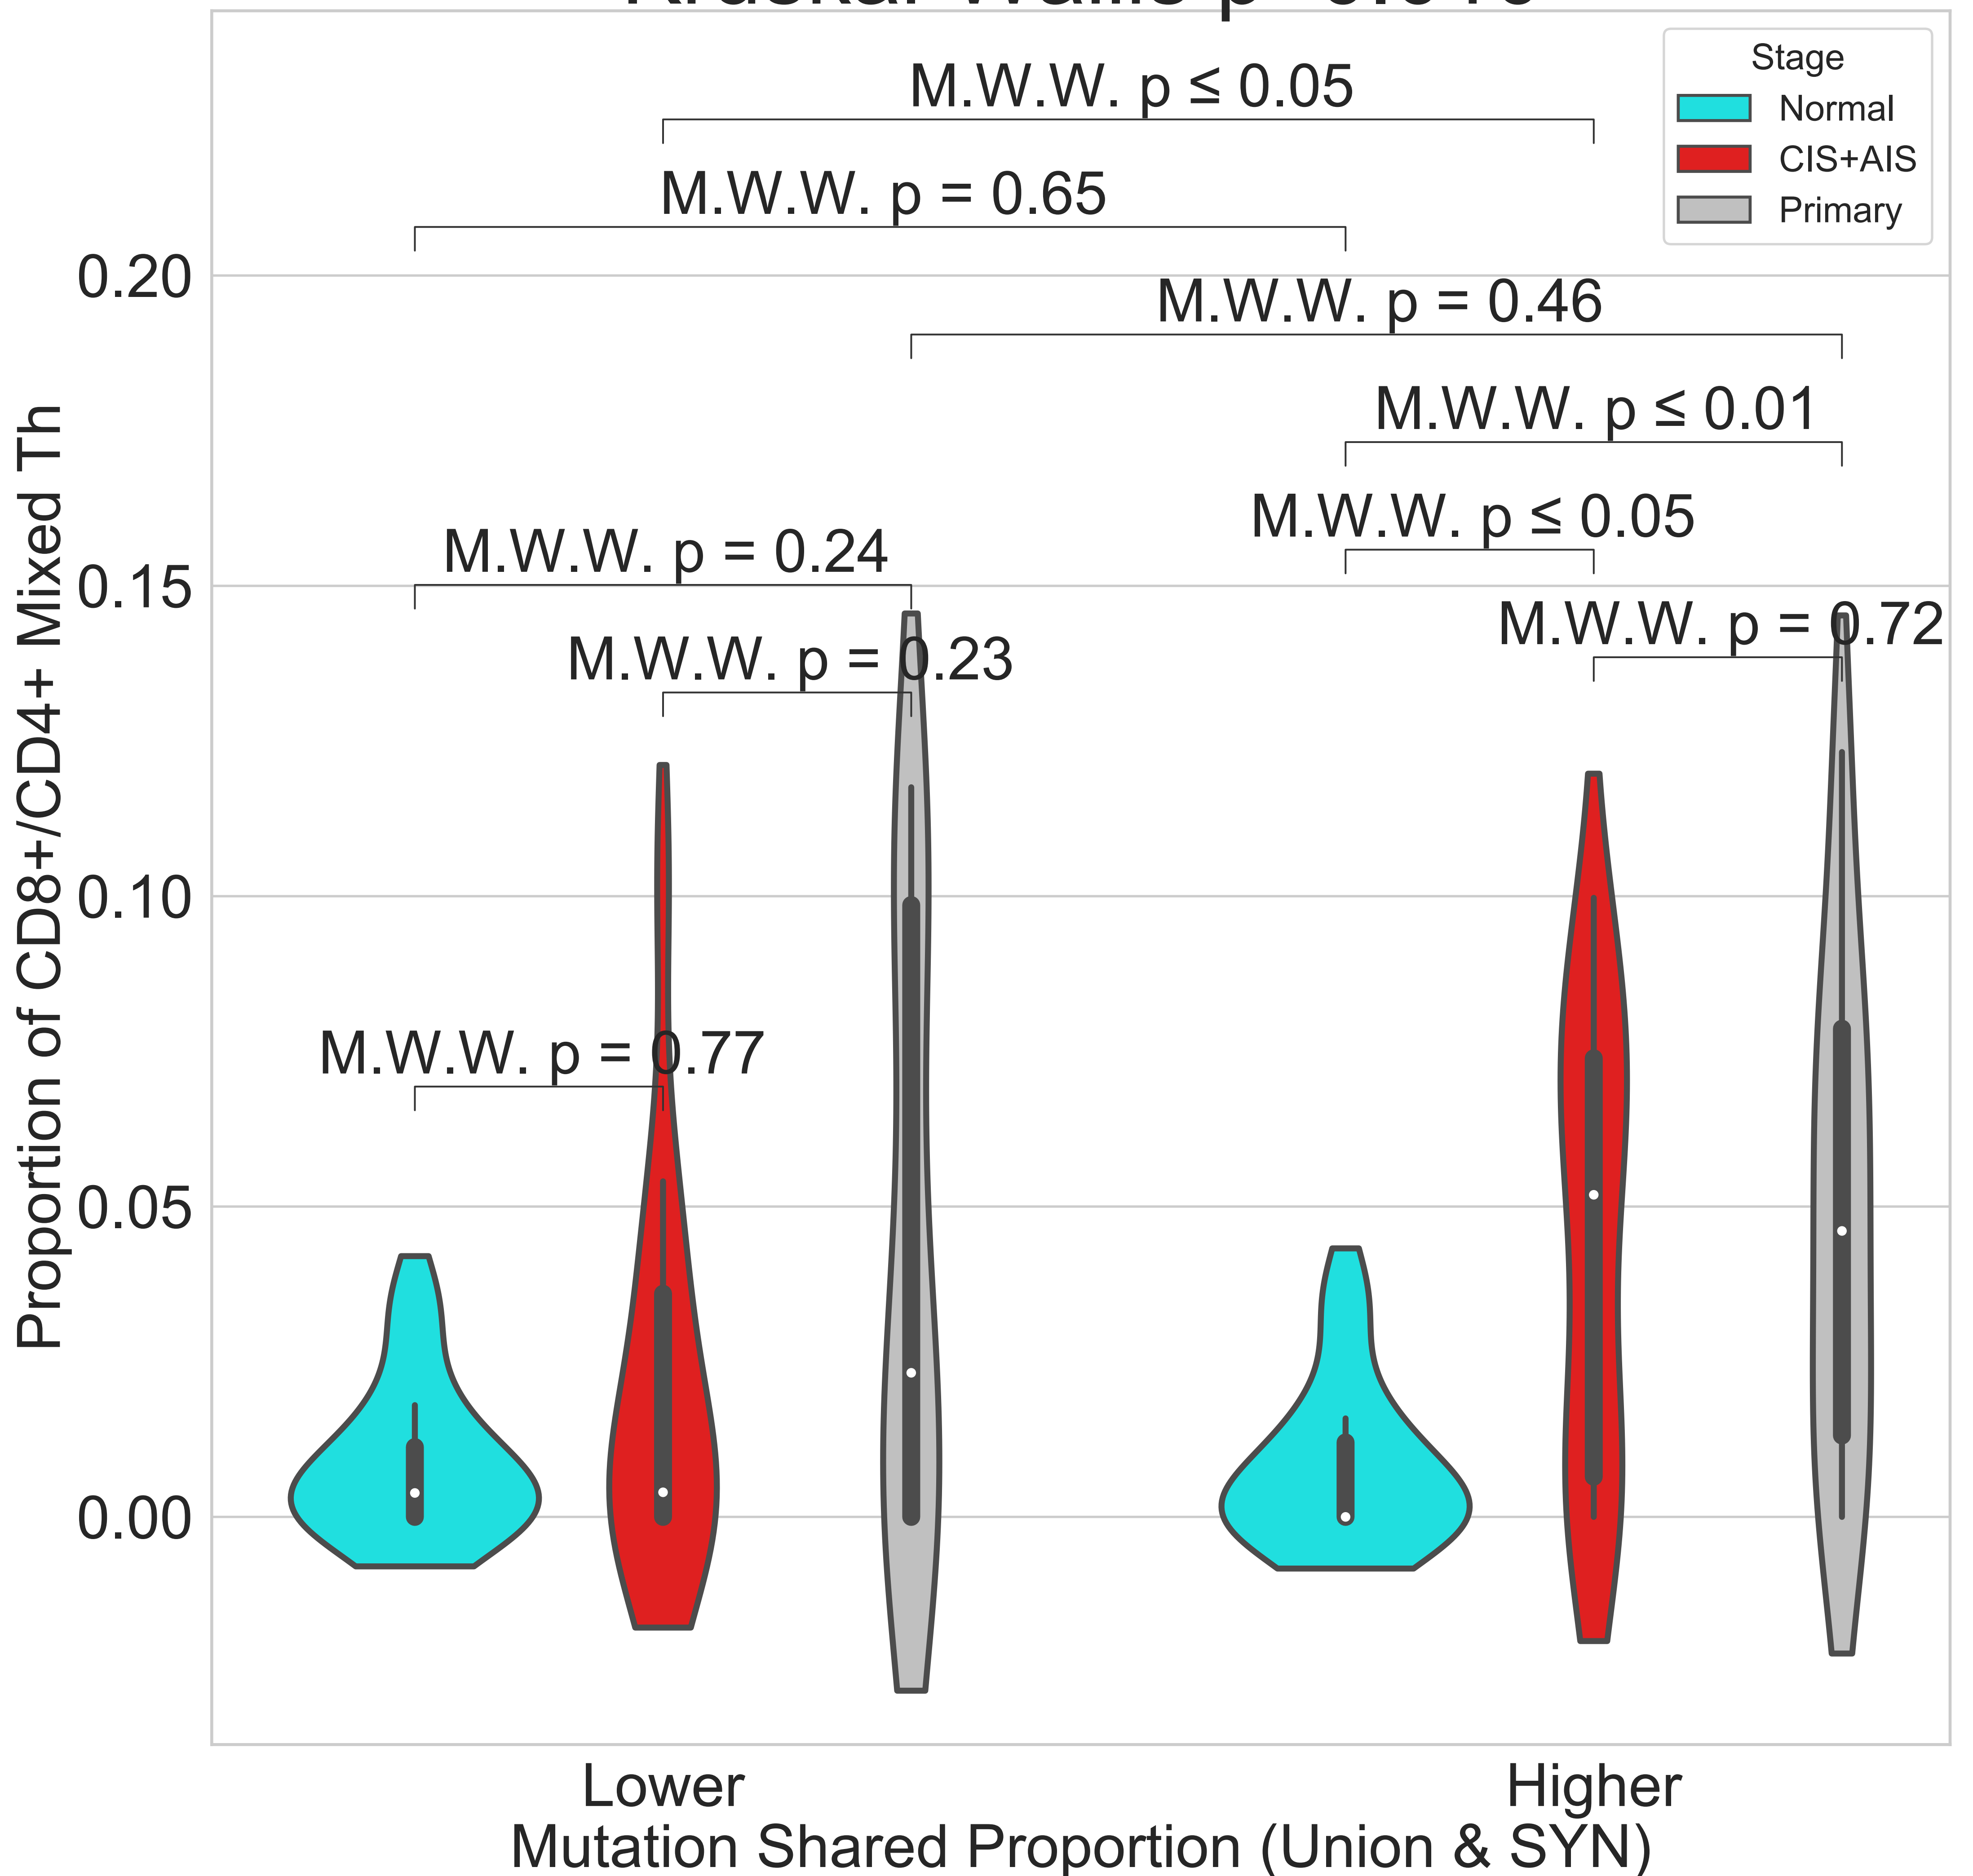 Stage
Normal
CIS+AIS
Primary
M.W.W. p ≤ 0.05
M.W.W. p = 0.65
M.W.W. p = 0.46
M.W.W. p ≤ 0.01
M.W.W. p ≤ 0.05
M.W.W. p = 0.24
M.W.W. p = 0.72
M.W.W. p = 0.23
M.W.W. p = 0.77
0.20
0.15
0.10
0.05
0.00
Proportion of CD8+/CD4+ Mixed Th
Lower
Higher
Mutation Shared Proportion (Union & SYN)